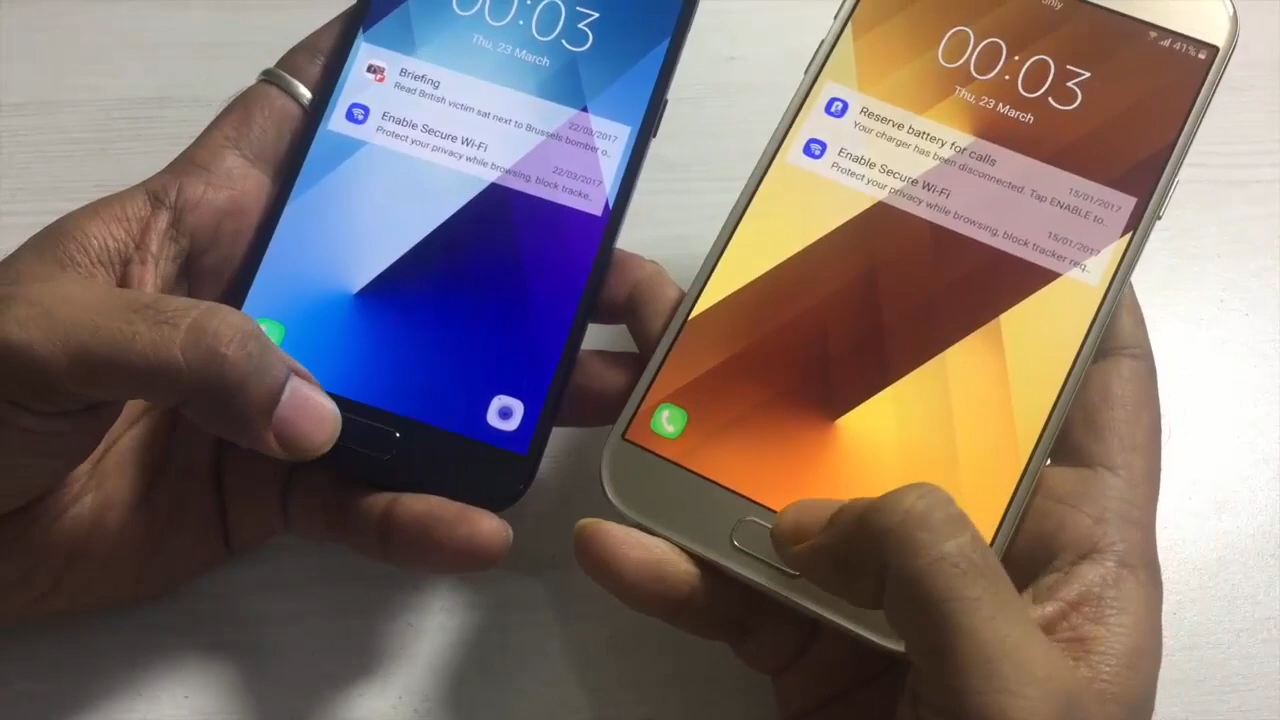 00:03
Thu, 23 March
Briefing
Read British victim sat next to Brussels bomber o..
22/03/2017
Enable Secure Wi-Fi
Protect your privacy while browsing, block tracke..
22/03/2017
only
41%
00:03
Thu, 23 March
Reserve battery for calls
Your charger has been disconnected. Tap ENABLE to..
15/01/2017
Enable Secure Wi-Fi
Protect your privacy while browsing, block tracker req..
15/01/2017